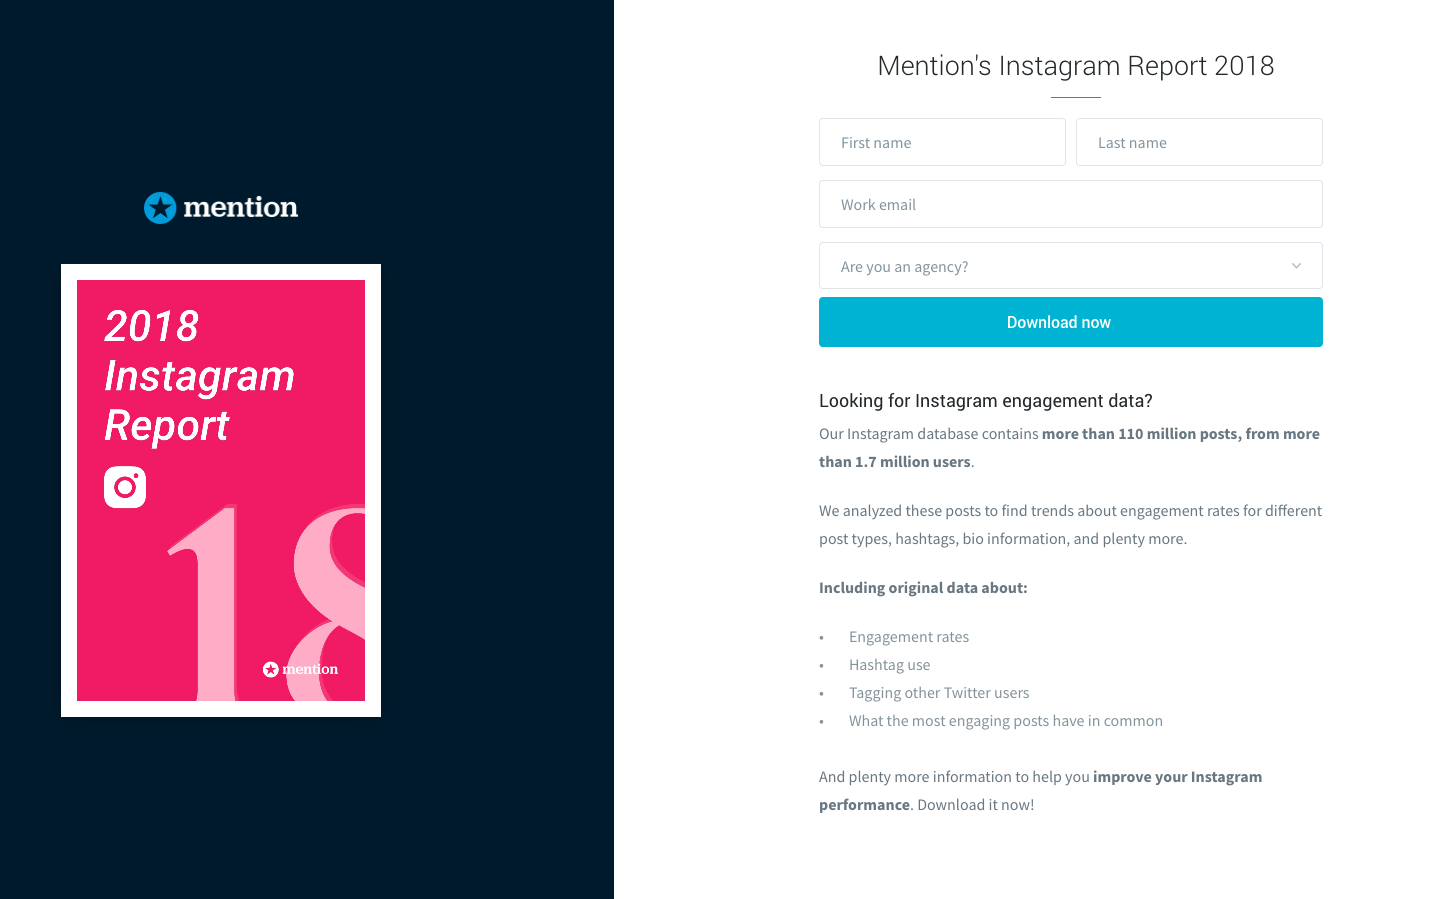 mention
2018
Instagram
Report
18
mention
Mention's Instagram Report 2018
First name
Last name
Work email
Are you an agency?
Download now
Looking for Instagram engagement data?
Our Instagram database contains more than 110 million posts, from more
than 1.7 million users.
We analyzed these posts to find trends about engagement rates for different
post types, hashtags, bio information, and plenty more.
Including original data about:
• Engagement rates
• Hashtag use
• Tagging other Twitter users
• What the most engaging posts have in common
And plenty more information to help you improve your Instagram
performance. Download it now!